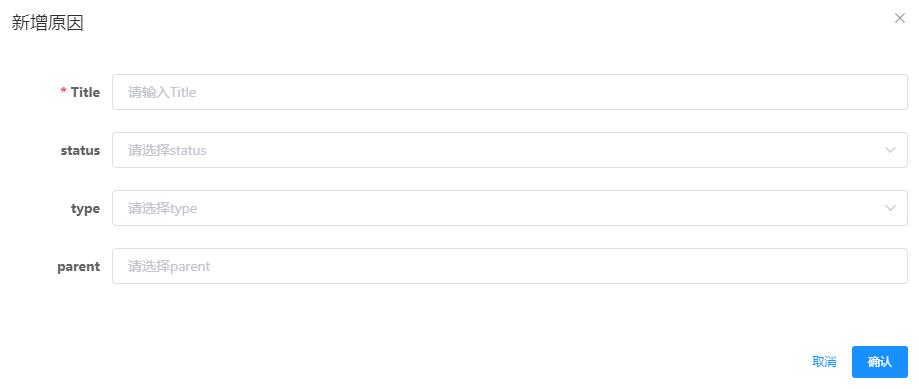 新增原因
* Title 请输入Title
status 请选择status
type 请选择type
parent 请选择parent
取消 确认